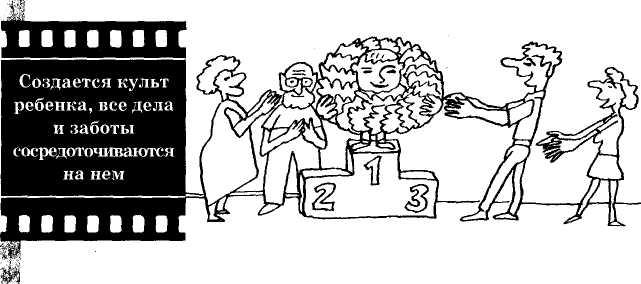 Создается культ
ребенка, все дела
и заботы
сосредоточиваются
на нем
1
2
3